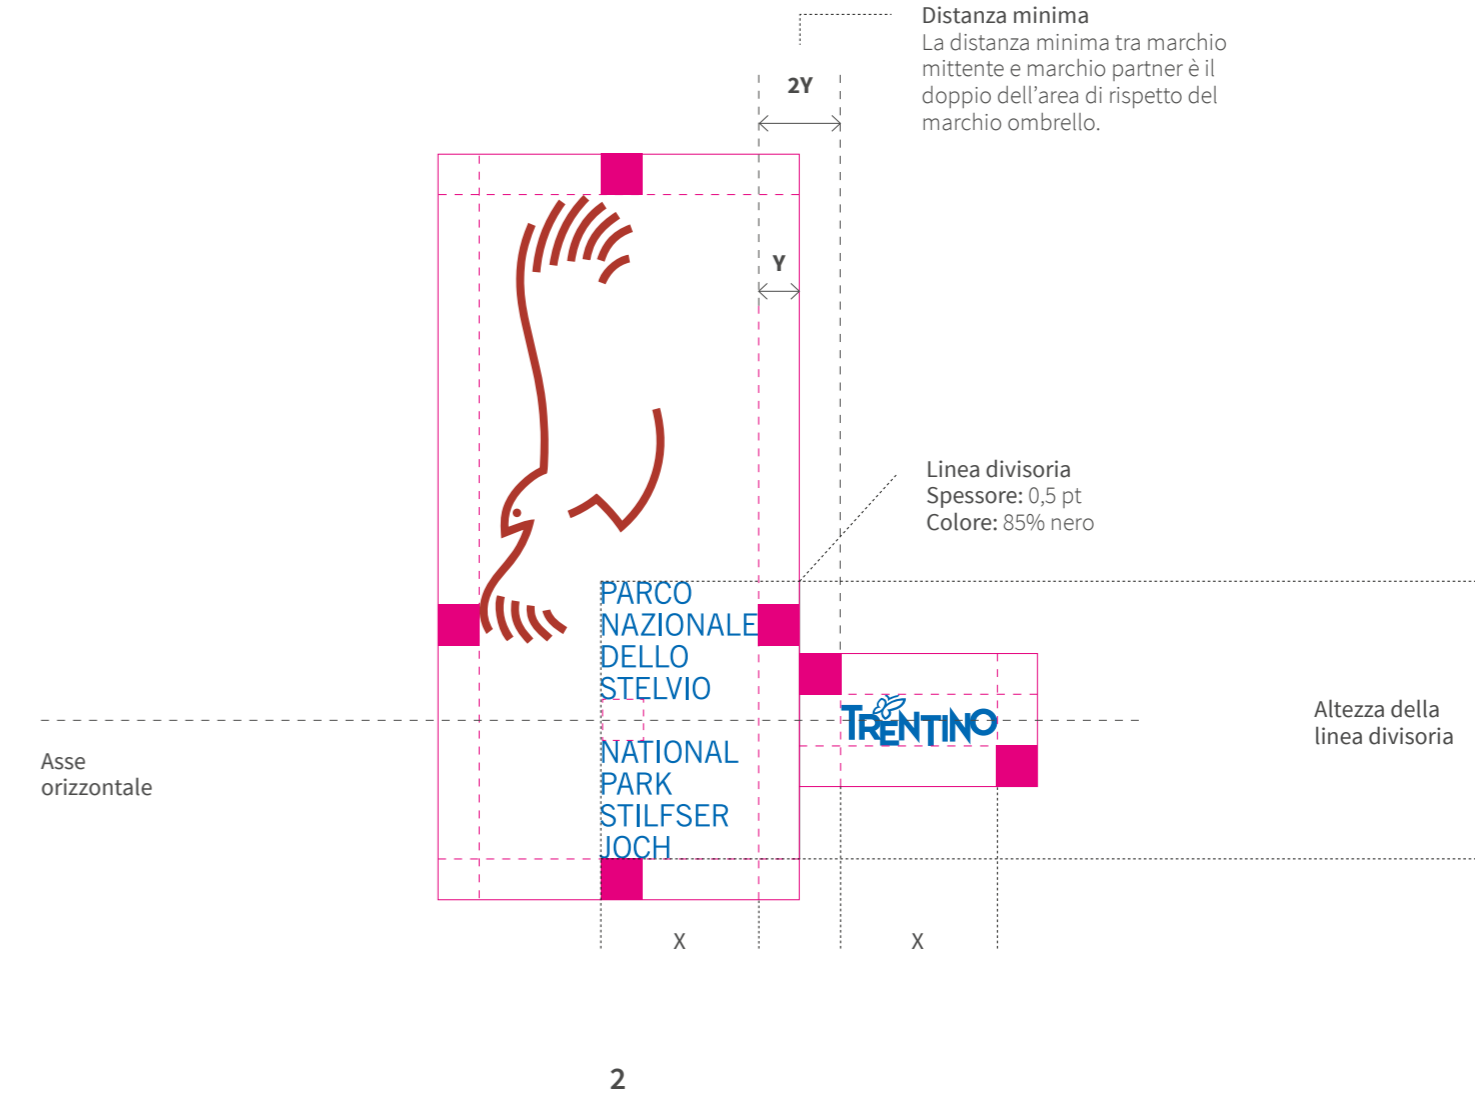 Distanza minima
La distanza minima tra marchio
mittente e marchio partner è il
doppio dell’area di rispetto del
marchio ombrello.
2Y
Y
Linea divisoria
Spessore: 0,5 pt
Colore: 85% nero
PARCO
NAZIONALE
DELLO
STELVIO
NATIONAL
PARK
STILFSER
JOCH
TRENTINO
Altezza della
linea divisoria
Asse
orizzontale
X
X
2